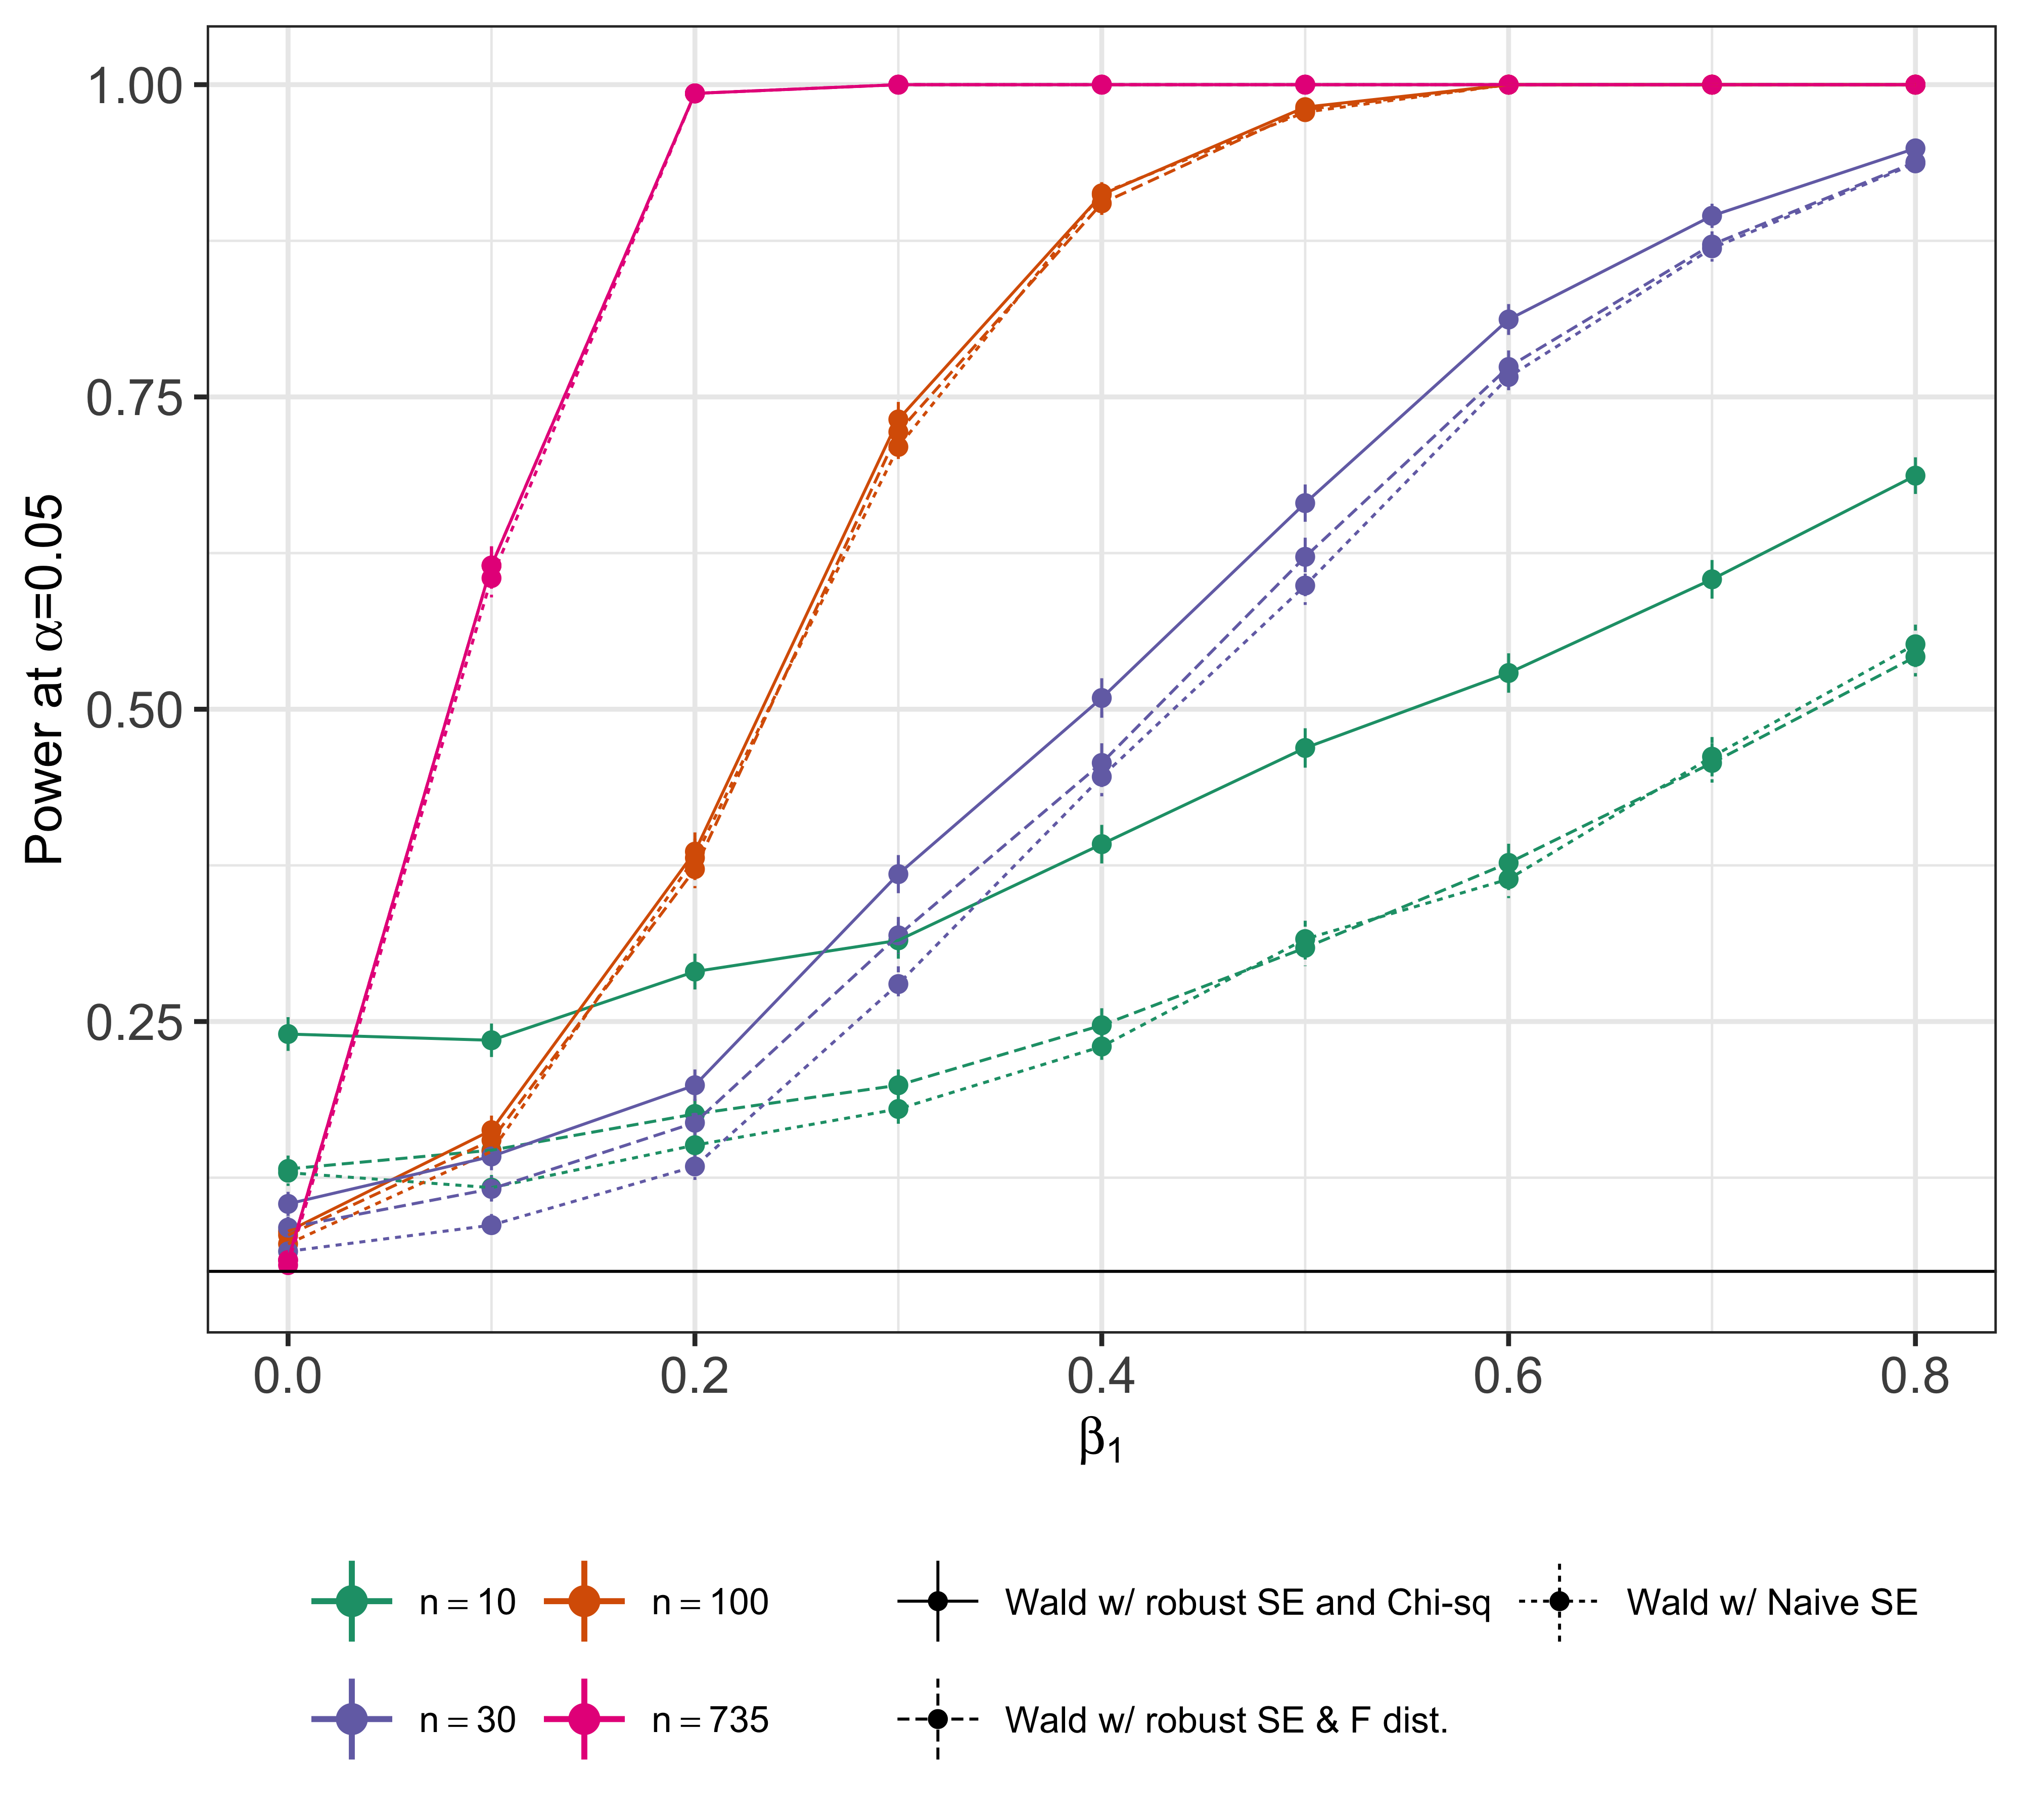 Power at α=0.05
1.00
0.75
0.50
0.25
0.0 0.2 0.4 0.6 0.8
β₁
n = 10 n = 100 Wald w/ robust SE and Chi-sq Wald w/ Naive SE
n = 30 n = 735 Wald w/ robust SE & F dist.